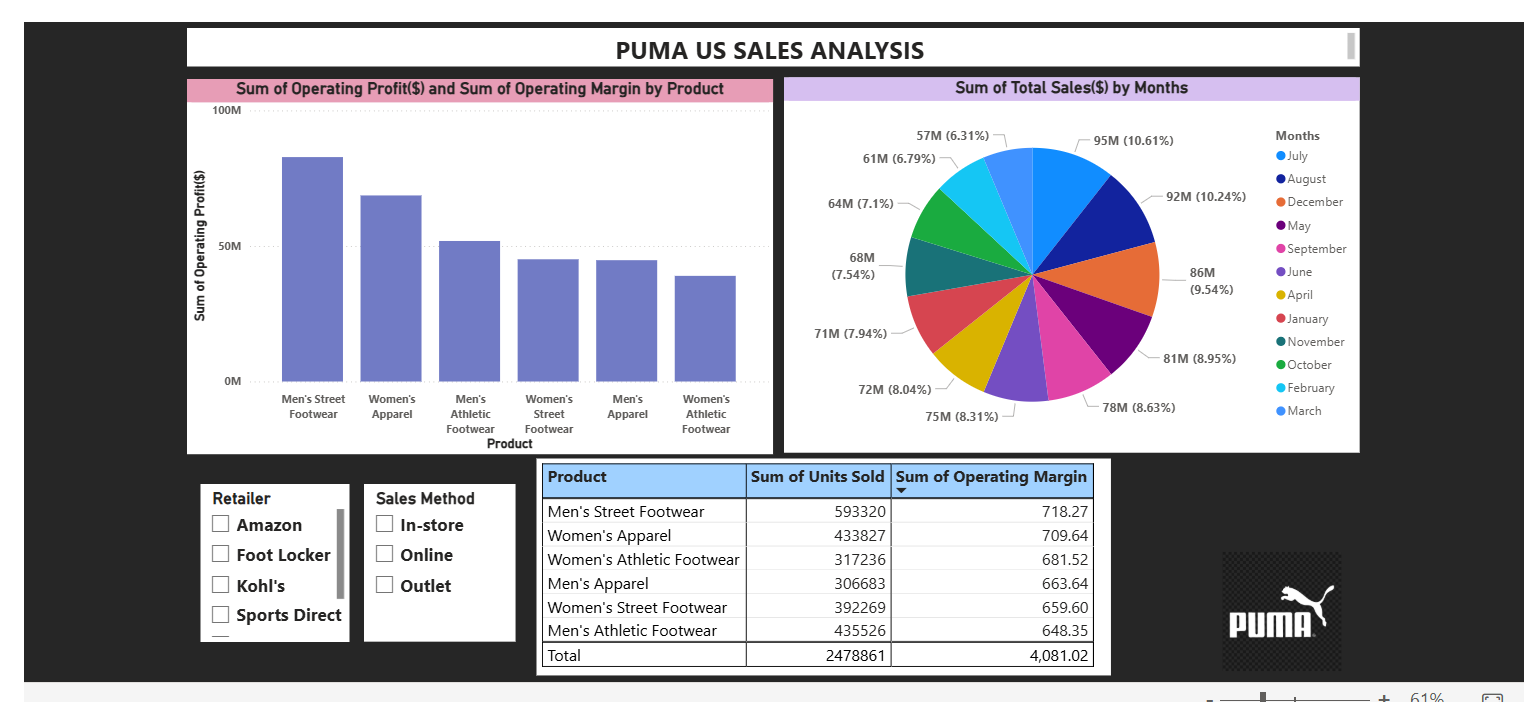 PUMA US SALES ANALYSIS
Sum of Operating Profit($) and Sum of Operating Margin by Product
100M
50M
0M
Sum of Operating Profit($)
Men's Street
Footwear
Women's
Apparel
Men's
Athletic
Footwear
Women's
Street
Footwear
Men's
Apparel
Women's
Athletic
Footwear
Product
Sum of Total Sales($) by Months
57M (6.31%)
95M (10.61%)
61M (6.79%)
92M (10.24%)
64M (7.1%)
68M
(7.54%)
86M
(9.54%)
71M (7.94%)
81M (8.95%)
72M (8.04%)
78M (8.63%)
75M (8.31%)
Months
July
August
December
May
September
June
April
January
November
October
February
March
Retailer
Amazon
Foot Locker
Kohl's
Sports Direct
Sales Method
In-store
Online
Outlet
Product Sum of Units Sold Sum of Operating Margin
Men's Street Footwear 593320 718.27
Women's Apparel 433827 709.64
Women's Athletic Footwear 317236 681.52
Men's Apparel 306683 663.64
Women's Street Footwear 392269 659.60
Men's Athletic Footwear 435526 648.35
Total 2478861 4,081.02
PUMA
- + 61%